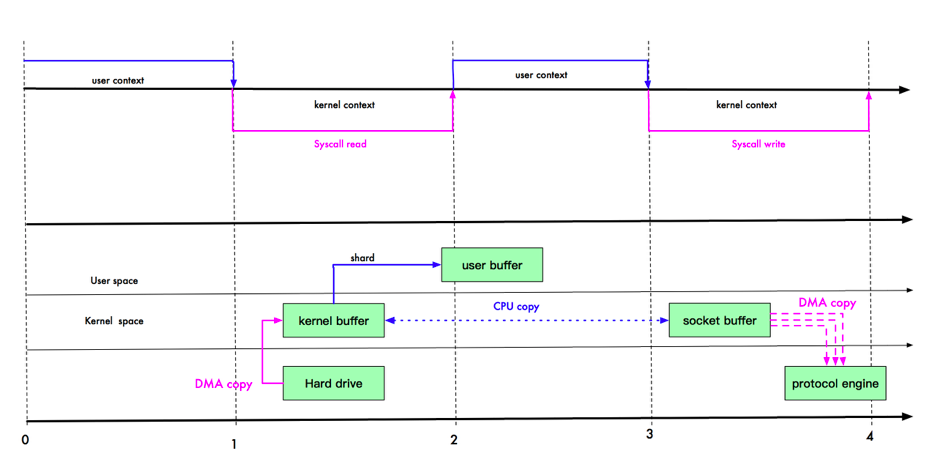 user context
user context
kernel context
kernel context
Syscall read
Syscall write
shard
user buffer
User space
CPU copy
DMA copy
Kernel space
kernel buffer
socket buffer
DMA copy
Hard drive
protocol engine
0
1
2
3
4